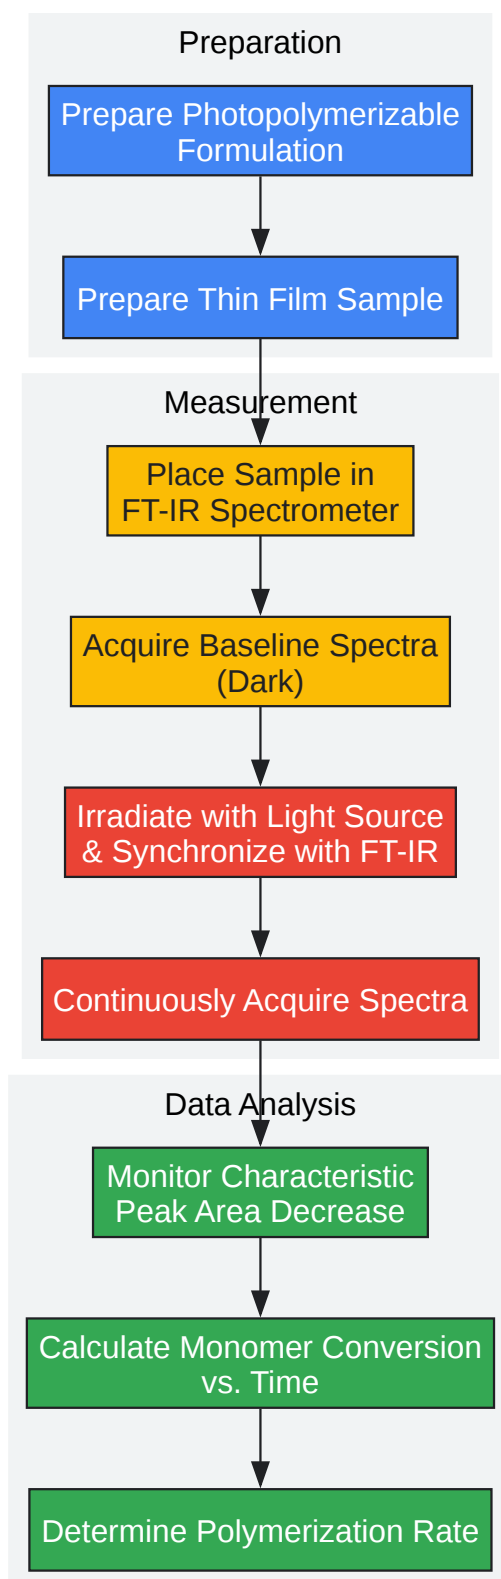 Preparation
Prepare Photopolymerizable
Formulation
Prepare Thin Film Sample
Measurement
Place Sample in
FT-IR Spectrometer
Acquire Baseline Spectra
(Dark)
Irradiate with Light Source
& Synchronize with FT-IR
Continuously Acquire Spectra
Data Analysis
Monitor Characteristic
Peak Area Decrease
Calculate Monomer Conversion
vs. Time
Determine Polymerization Rate